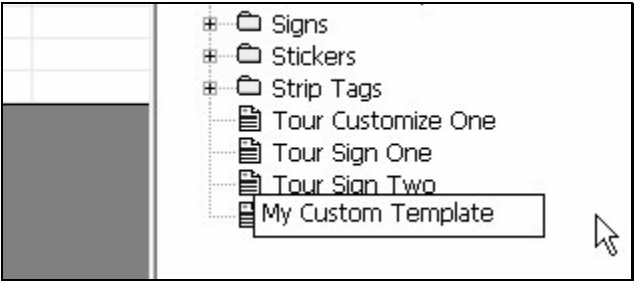 Signs
Stickers
Strip Tags
Tour Customize One
Tour Sign One
Tour Sign Two
My Custom Template